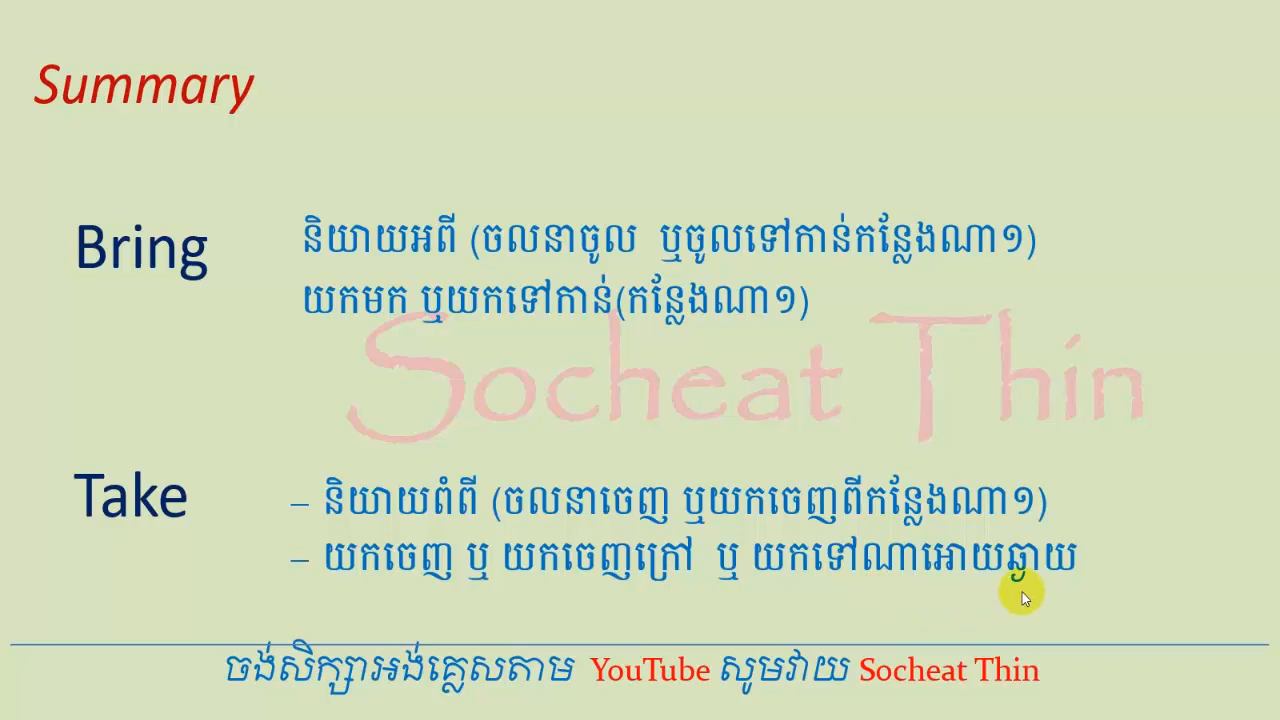 Summary
Bring
និយាយអពី (ចលនាចូល ឬចូលទៅកាន់កន្លែងណា១)
យកមក ឬយកទៅកាន់(កន្លែងណា១)
Socheat Thin
Take
– និយាយពំពី (ចលនាចេញ ឬយកចេញពីកន្លែងណា១)
– យកចេញ ឬ យកចេញក្រៅ ឬ យកទៅណាអោយឆ្ងាយ
ចង់សិក្សាអង់គ្លេសតាម YouTube សូមវាយ Socheat Thin